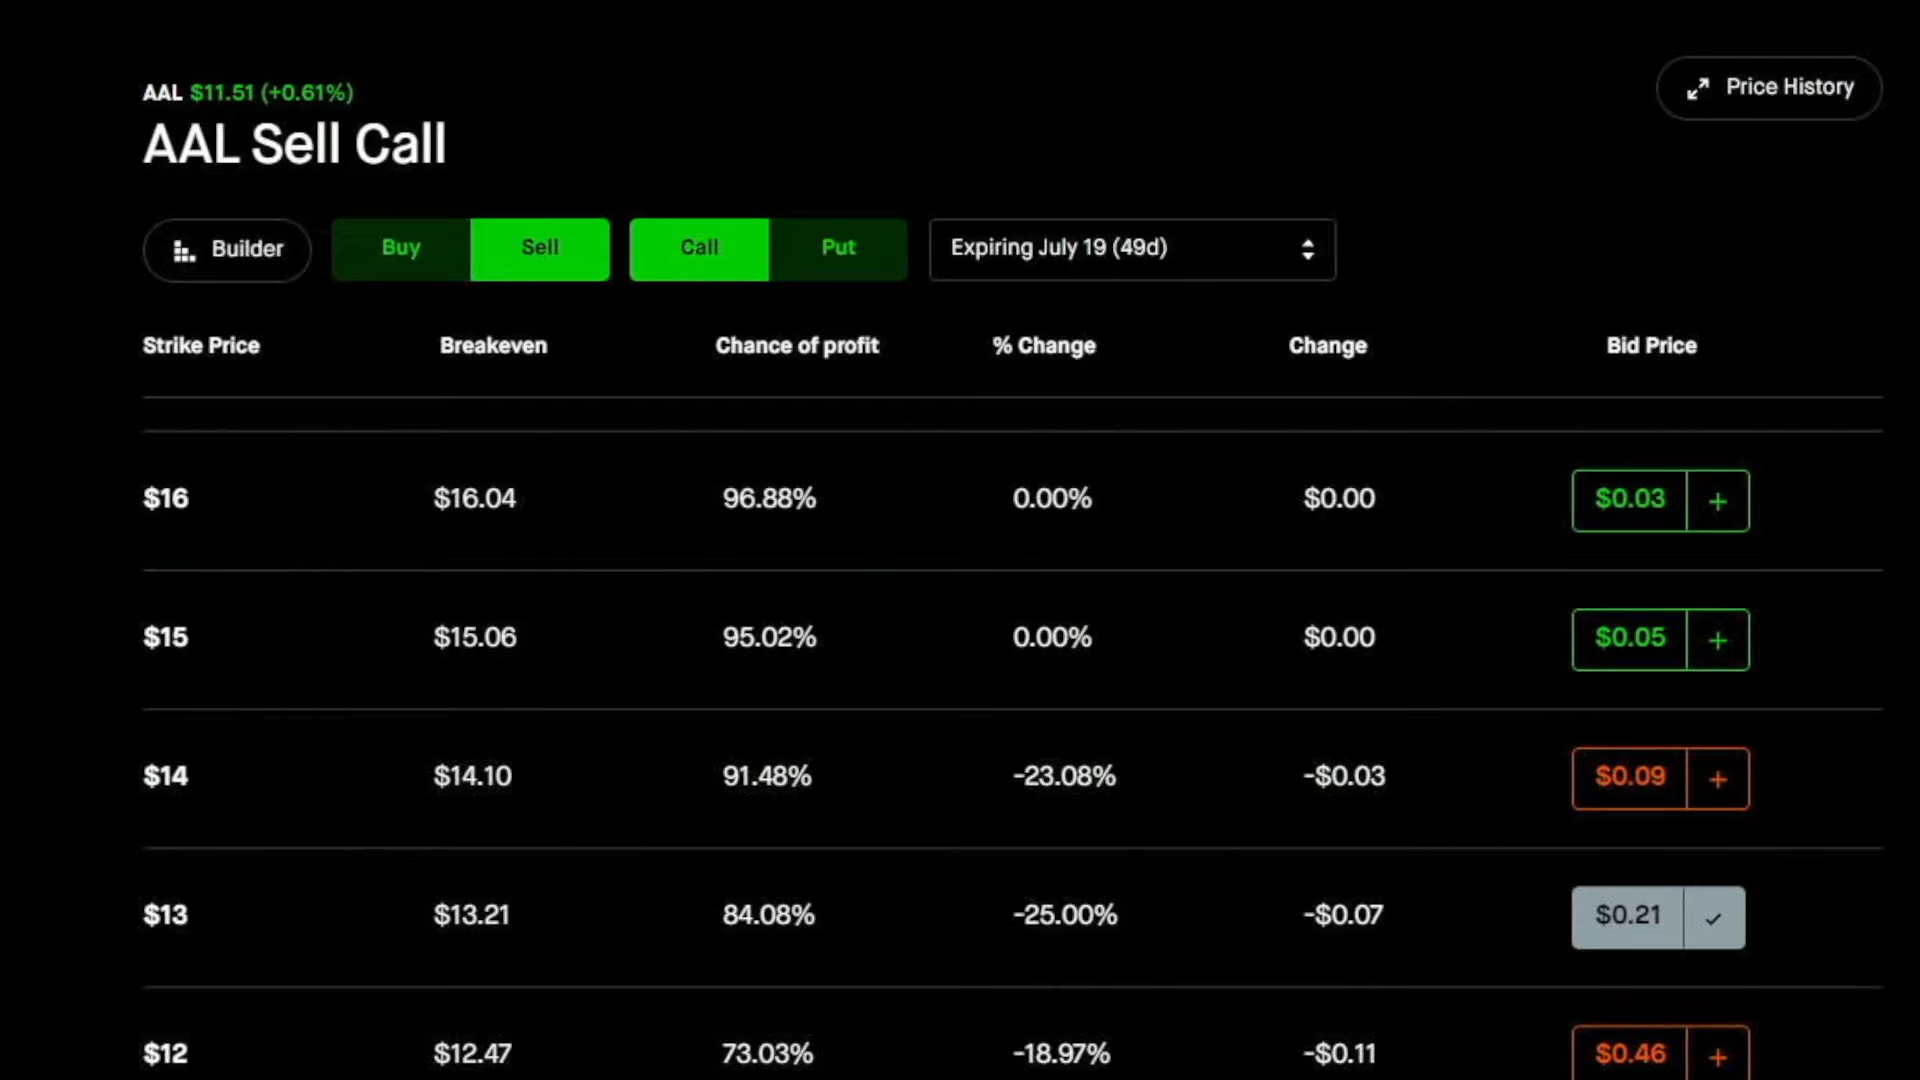 AAL $11.51 (+0.61%)
Price History
AAL Sell Call
Builder Buy Sell Call Put Expiring July 19 (49d)
Strike Price Breakeven Chance of profit % Change Change Bid Price
$16 $16.04 96.88% 0.00% $0.00 $0.03 +
$15 $15.06 95.02% 0.00% $0.00 $0.05 +
$14 $14.10 91.48% -23.08% -$0.03 $0.09 +
$13 $13.21 84.08% -25.00% -$0.07 $0.21
$12 $12.47 73.03% -18.97% -$0.11 $0.46 +